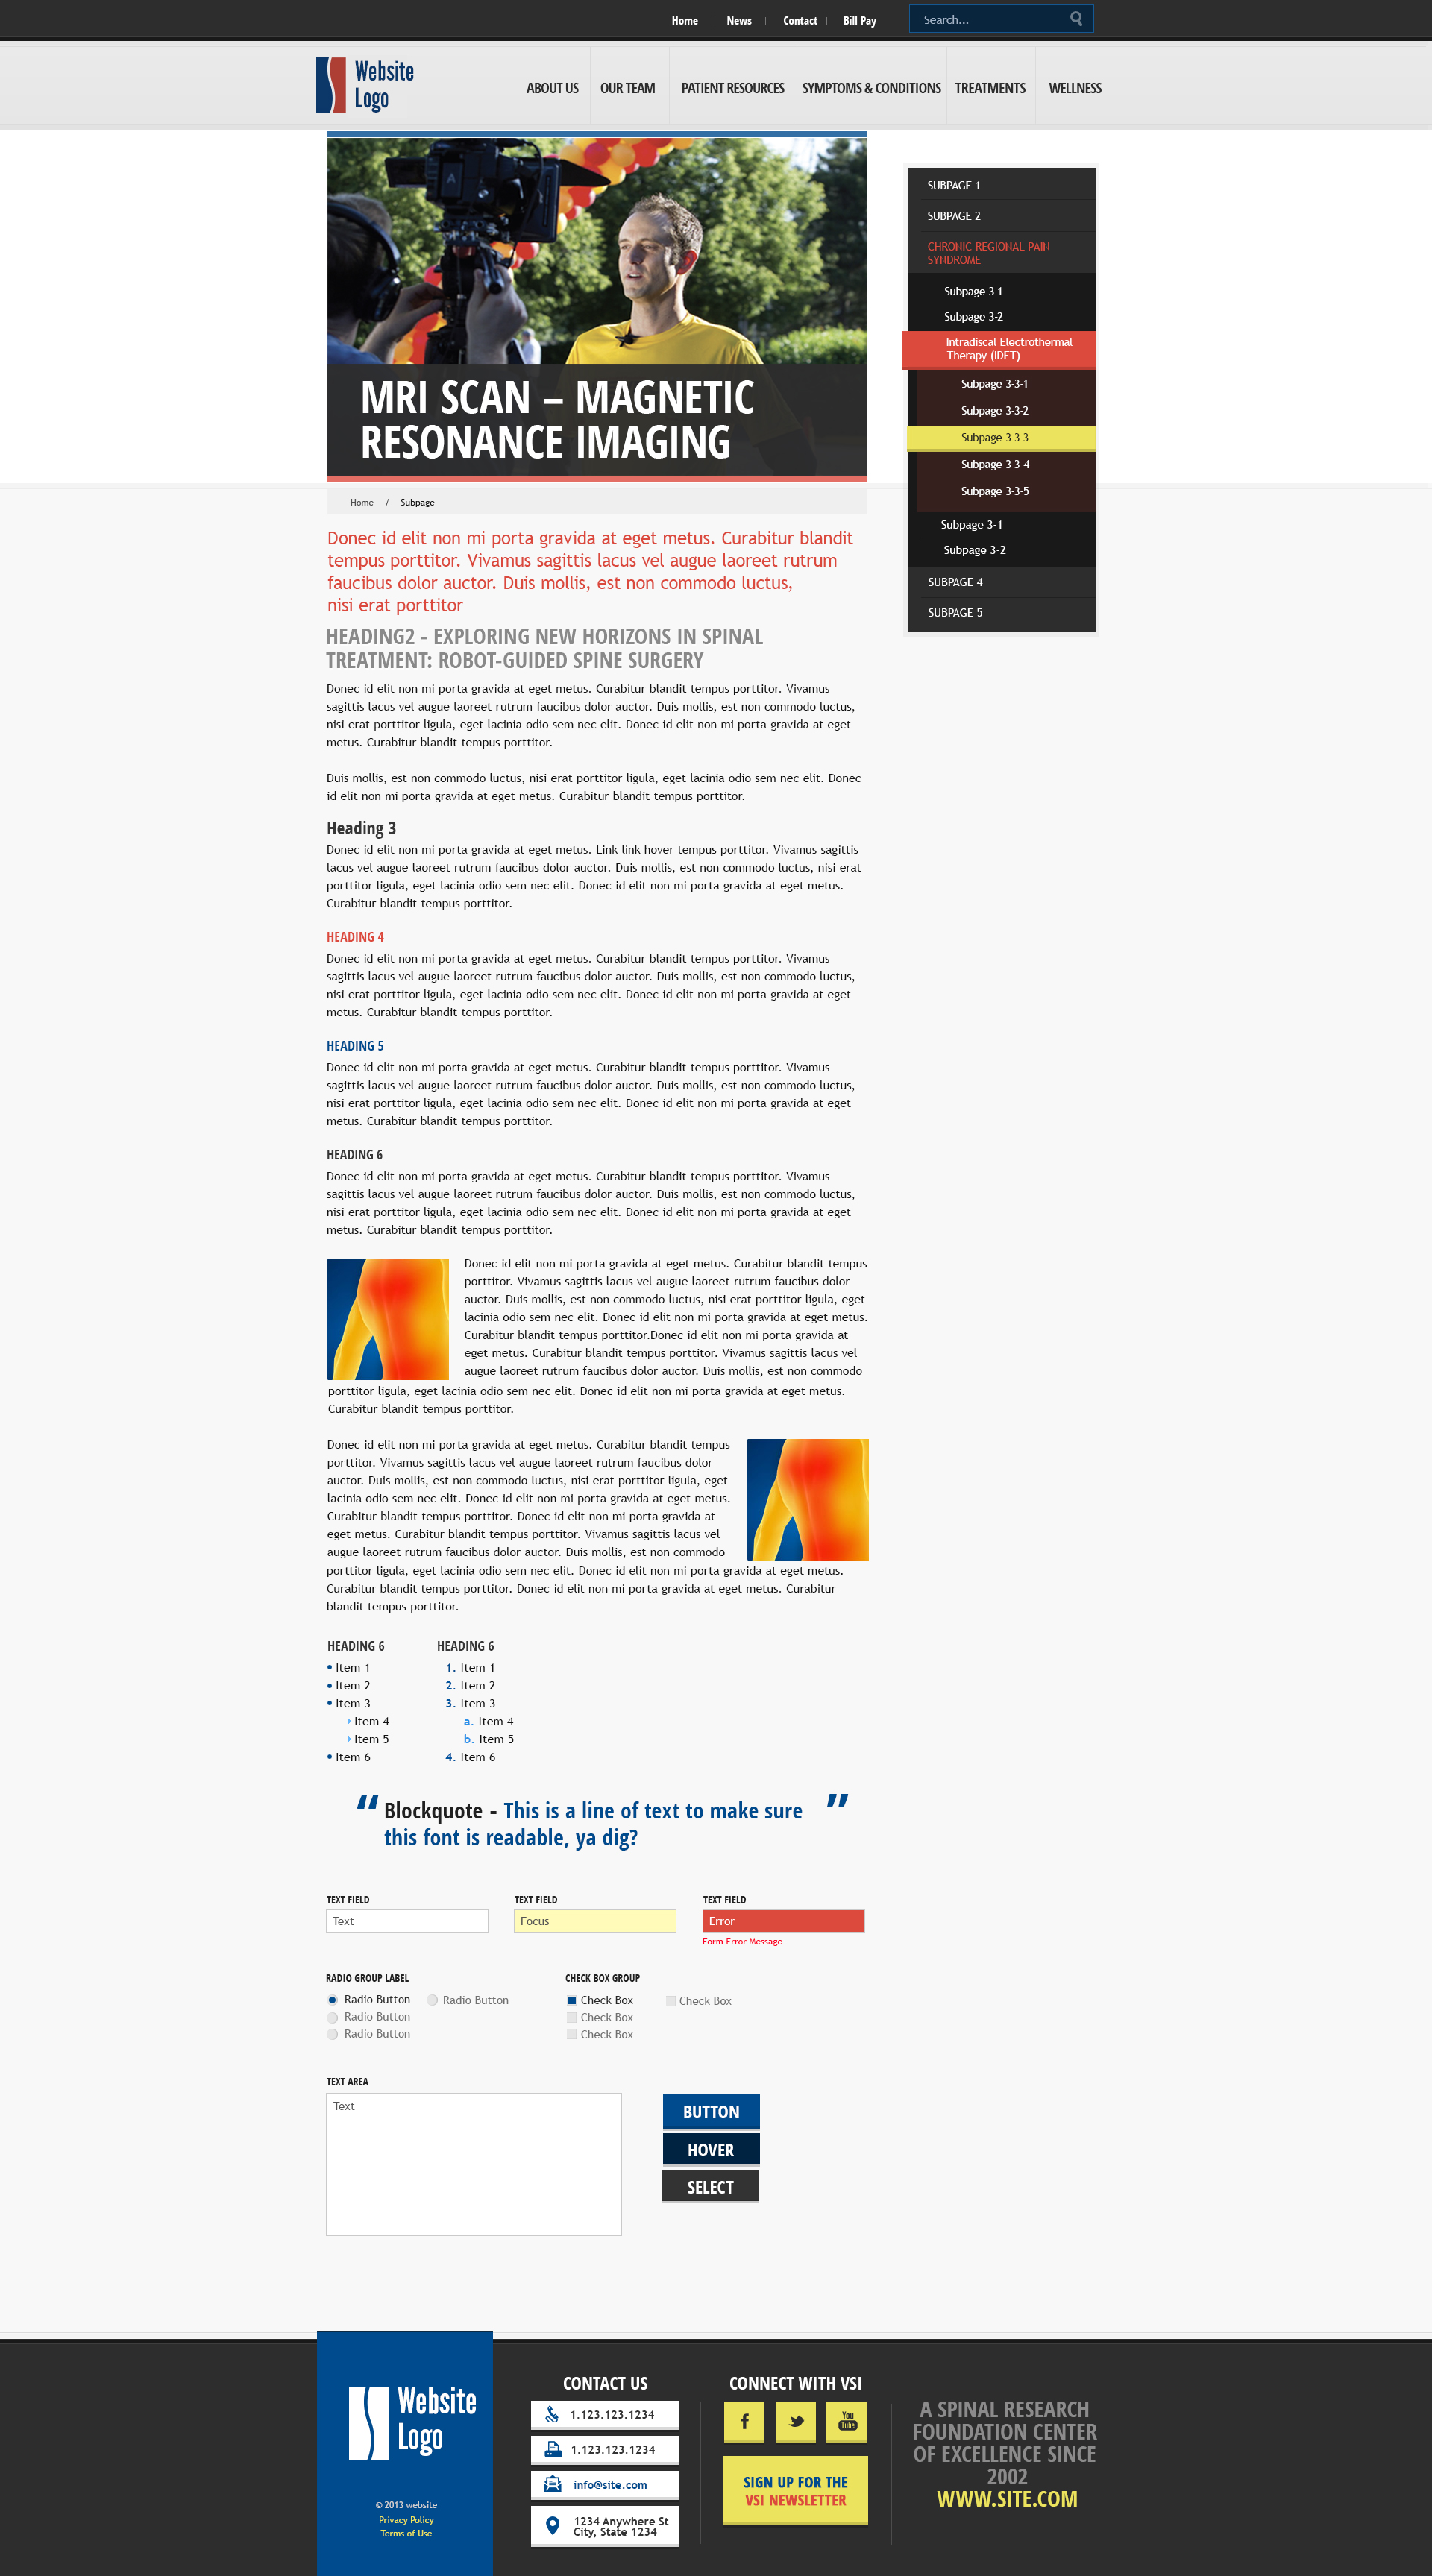 Home
News
Contact
Bill Pay
Search...
Website
Logo
ABOUT US
OUR TEAM
PATIENT RESOURCES
SYMPTOMS & CONDITIONS
TREATMENTS
WELLNESS
MRI SCAN – MAGNETIC
RESONANCE IMAGING
Home / Subpage
SUBPAGE 1
SUBPAGE 2
CHRONIC REGIONAL PAIN
SYNDROME
Subpage 3-1
Subpage 3-2
Intradiscal Electrothermal
Therapy (IDET)
Subpage 3-3-1
Subpage 3-3-2
Subpage 3-3-3
Subpage 3-3-4
Subpage 3-3-5
Subpage 3-1
Subpage 3-2
SUBPAGE 4
SUBPAGE 5
Donec id elit non mi porta gravida at eget metus. Curabitur blandit
tempus porttitor. Vivamus sagittis lacus vel augue laoreet rutrum
faucibus dolor auctor. Duis mollis, est non commodo luctus,
nisi erat porttitor
HEADING2 - EXPLORING NEW HORIZONS IN SPINAL
TREATMENT: ROBOT-GUIDED SPINE SURGERY
Donec id elit non mi porta gravida at eget metus. Curabitur blandit tempus porttitor. Vivamus
sagittis lacus vel augue laoreet rutrum faucibus dolor auctor. Duis mollis, est non commodo luctus,
nisi erat porttitor ligula, eget lacinia odio sem nec elit. Donec id elit non mi porta gravida at eget
metus. Curabitur blandit tempus porttitor.
Duis mollis, est non commodo luctus, nisi erat porttitor ligula, eget lacinia odio sem nec elit. Donec
id elit non mi porta gravida at eget metus. Curabitur blandit tempus porttitor.
Heading 3
Donec id elit non mi porta gravida at eget metus. Link link hover tempus porttitor. Vivamus sagittis
lacus vel augue laoreet rutrum faucibus dolor auctor. Duis mollis, est non commodo luctus, nisi erat
porttitor ligula, eget lacinia odio sem nec elit. Donec id elit non mi porta gravida at eget metus.
Curabitur blandit tempus porttitor.
HEADING 4
Donec id elit non mi porta gravida at eget metus. Curabitur blandit tempus porttitor. Vivamus
sagittis lacus vel augue laoreet rutrum faucibus dolor auctor. Duis mollis, est non commodo luctus,
nisi erat porttitor ligula, eget lacinia odio sem nec elit. Donec id elit non mi porta gravida at eget
metus. Curabitur blandit tempus porttitor.
HEADING 5
Donec id elit non mi porta gravida at eget metus. Curabitur blandit tempus porttitor. Vivamus
sagittis lacus vel augue laoreet rutrum faucibus dolor auctor. Duis mollis, est non commodo luctus,
nisi erat porttitor ligula, eget lacinia odio sem nec elit. Donec id elit non mi porta gravida at eget
metus. Curabitur blandit tempus porttitor.
HEADING 6
Donec id elit non mi porta gravida at eget metus. Curabitur blandit tempus porttitor. Vivamus
sagittis lacus vel augue laoreet rutrum faucibus dolor auctor. Duis mollis, est non commodo luctus,
nisi erat porttitor ligula, eget lacinia odio sem nec elit. Donec id elit non mi porta gravida at eget
metus. Curabitur blandit tempus porttitor.
Donec id elit non mi porta gravida at eget metus. Curabitur blandit tempus
porttitor. Vivamus sagittis lacus vel augue laoreet rutrum faucibus dolor
auctor. Duis mollis, est non commodo luctus, nisi erat porttitor ligula, eget
lacinia odio sem nec elit. Donec id elit non mi porta gravida at eget metus.
Curabitur blandit tempus porttitor.Donec id elit non mi porta gravida at
eget metus. Curabitur blandit tempus porttitor. Vivamus sagittis lacus vel
augue laoreet rutrum faucibus dolor auctor. Duis mollis, est non commodo
porttitor ligula, eget lacinia odio sem nec elit. Donec id elit non mi porta gravida at eget metus.
Curabitur blandit tempus porttitor.
Donec id elit non mi porta gravida at eget metus. Curabitur blandit tempus
porttitor. Vivamus sagittis lacus vel augue laoreet rutrum faucibus dolor
auctor. Duis mollis, est non commodo luctus, nisi erat porttitor ligula, eget
lacinia odio sem nec elit. Donec id elit non mi porta gravida at eget metus.
Curabitur blandit tempus porttitor. Donec id elit non mi porta gravida at
eget metus. Curabitur blandit tempus porttitor. Vivamus sagittis lacus vel
augue laoreet rutrum faucibus dolor auctor. Duis mollis, est non commodo
porttitor ligula, eget lacinia odio sem nec elit. Donec id elit non mi porta gravida at eget metus.
Curabitur blandit tempus porttitor. Donec id elit non mi porta gravida at eget metus. Curabitur
blandit tempus porttitor.
HEADING 6
• Item 1
• Item 2
• Item 3
Item 4
Item 5
• Item 6
HEADING 6
1. Item 1
2. Item 2
3. Item 3
a. Item 4
b. Item 5
4. Item 6
“ Blockquote - This is a line of text to make sure ”
this font is readable, ya dig?
TEXT FIELD
Text
TEXT FIELD
Focus
TEXT FIELD
Error
Form Error Message
RADIO GROUP LABEL
Radio Button
Radio Button
Radio Button
Radio Button
CHECK BOX GROUP
Check Box
Check Box
Check Box
Check Box
TEXT AREA
Text
BUTTON
HOVER
SELECT
Website
Logo
© 2013 website
Privacy Policy
Terms of Use
CONTACT US
1.123.123.1234
1.123.123.1234
info@site.com
1234 Anywhere St
City, State 1234
CONNECT WITH VSI
f
You
Tube
SIGN UP FOR THE
VSI NEWSLETTER
A SPINAL RESEARCH
FOUNDATION CENTER
OF EXCELLENCE SINCE
2002
WWW.SITE.COM